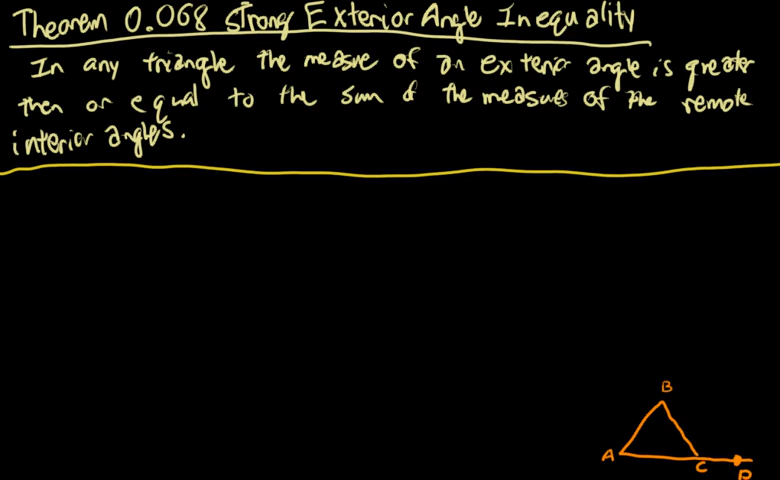 Theorem 0.068 Strong Exterior Angle Inequality
In any triangle the measure of an exterior angle is greater
then or equal to the sum of the measures of the remote
interior angles.
B
A
C
D